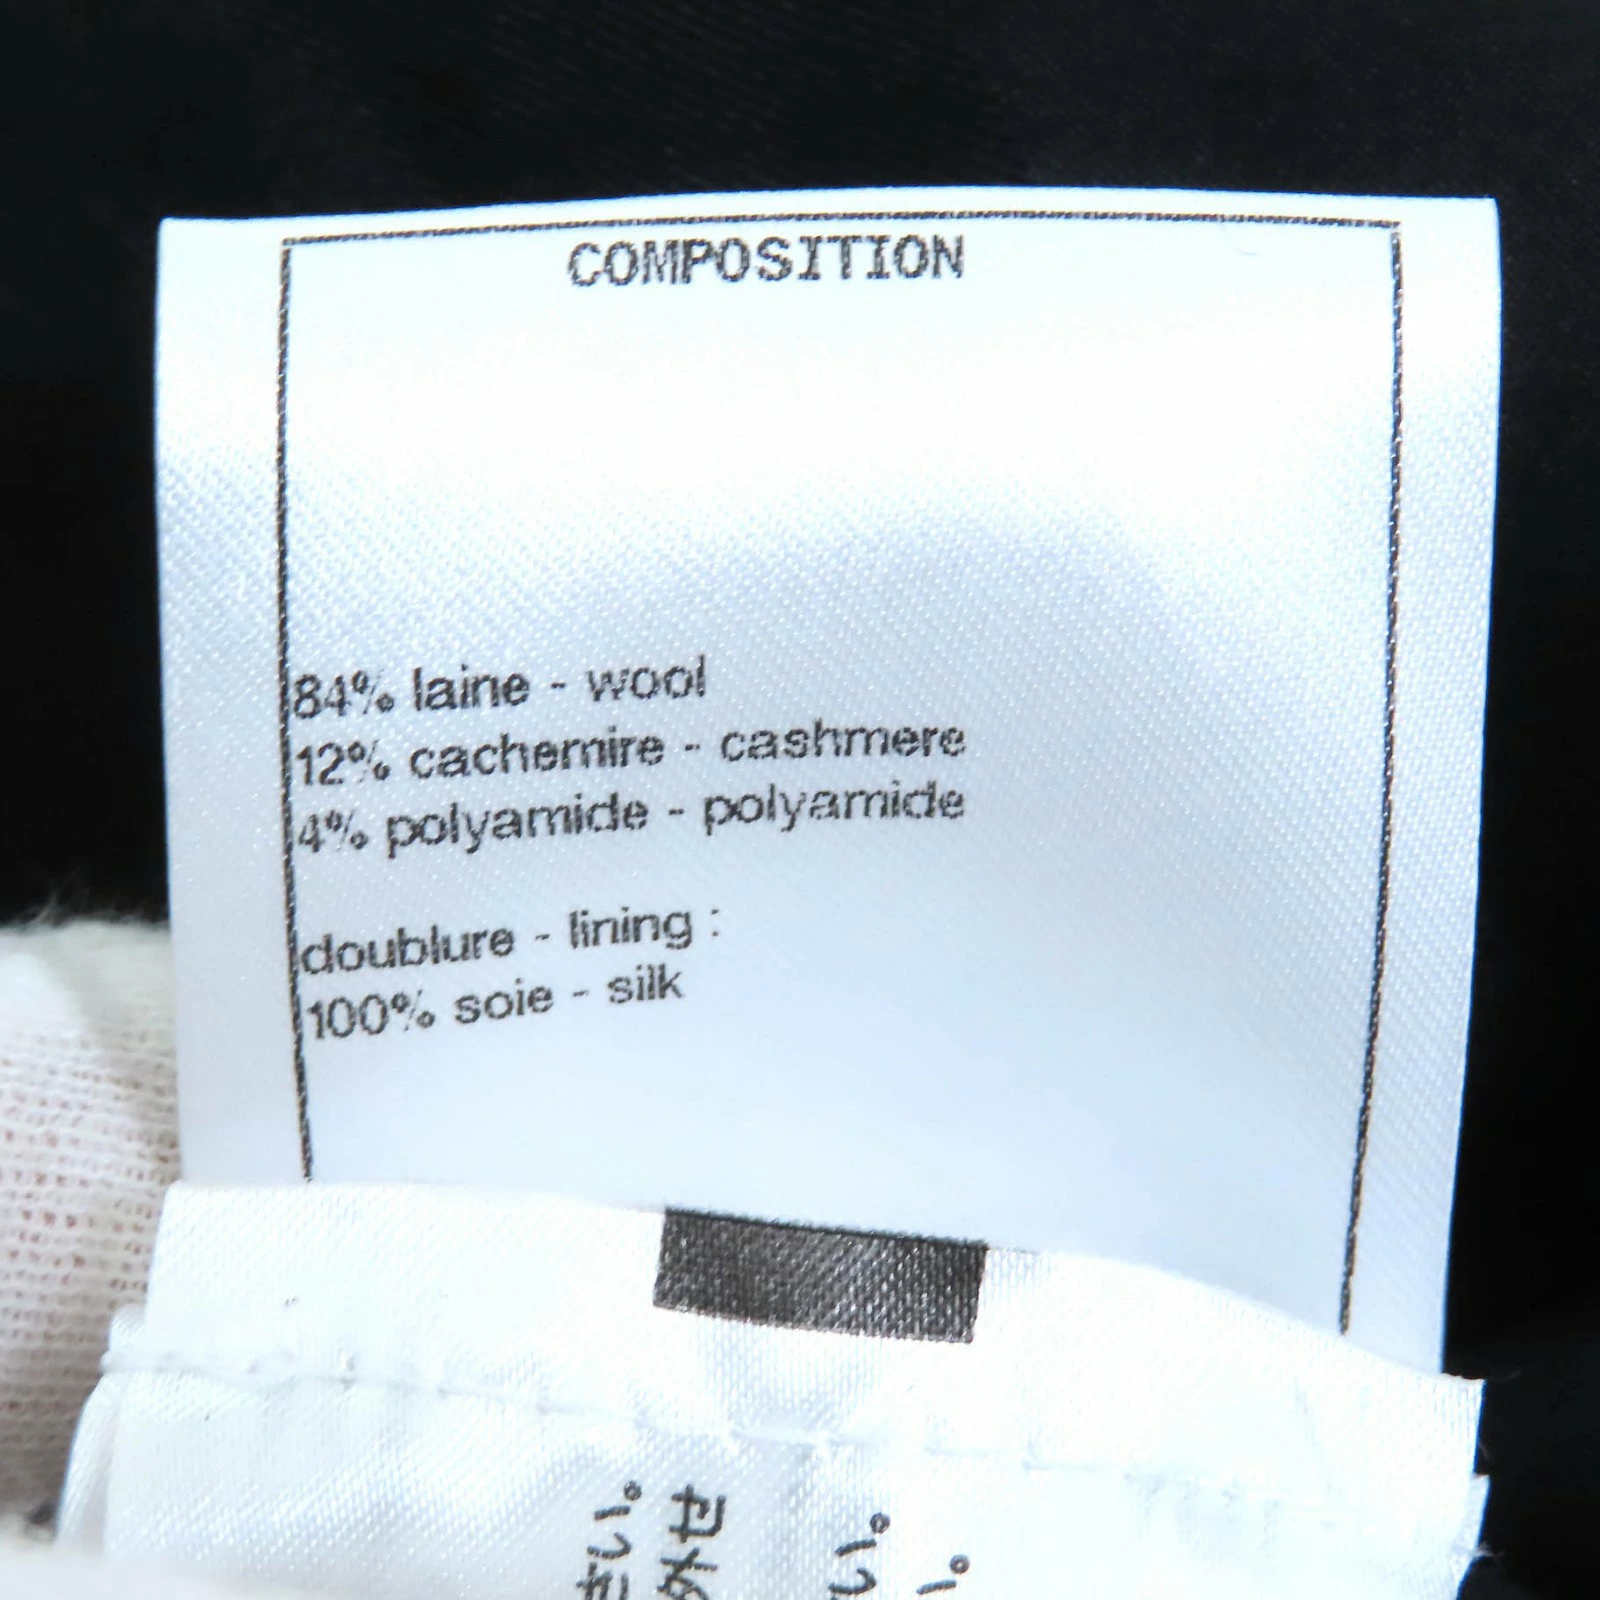 COMPOSITION
84% laine - wool
12% cachemire - cashmere
4% polyamide - polyamide
doublure - lining :
100% soie - silk